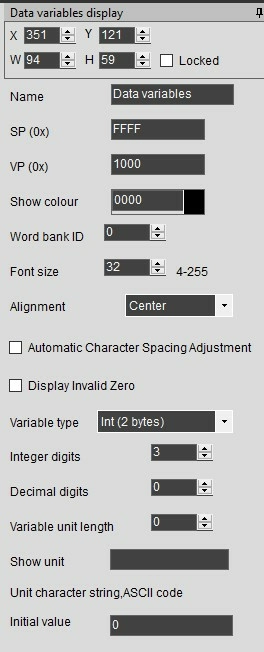 Data variables display
X 351 Y 121
W 94 H 59 Locked
Name Data variables
SP (0x) FFFF
VP (0x) 1000
Show colour 0000
Word bank ID 0
Font size 32 4-255
Alignment Center
Automatic Character Spacing Adjustment
Display Invalid Zero
Variable type Int (2 bytes)
Integer digits 3
Decimal digits 0
Variable unit length 0
Show unit
Unit character string,ASCII code
Initial value 0